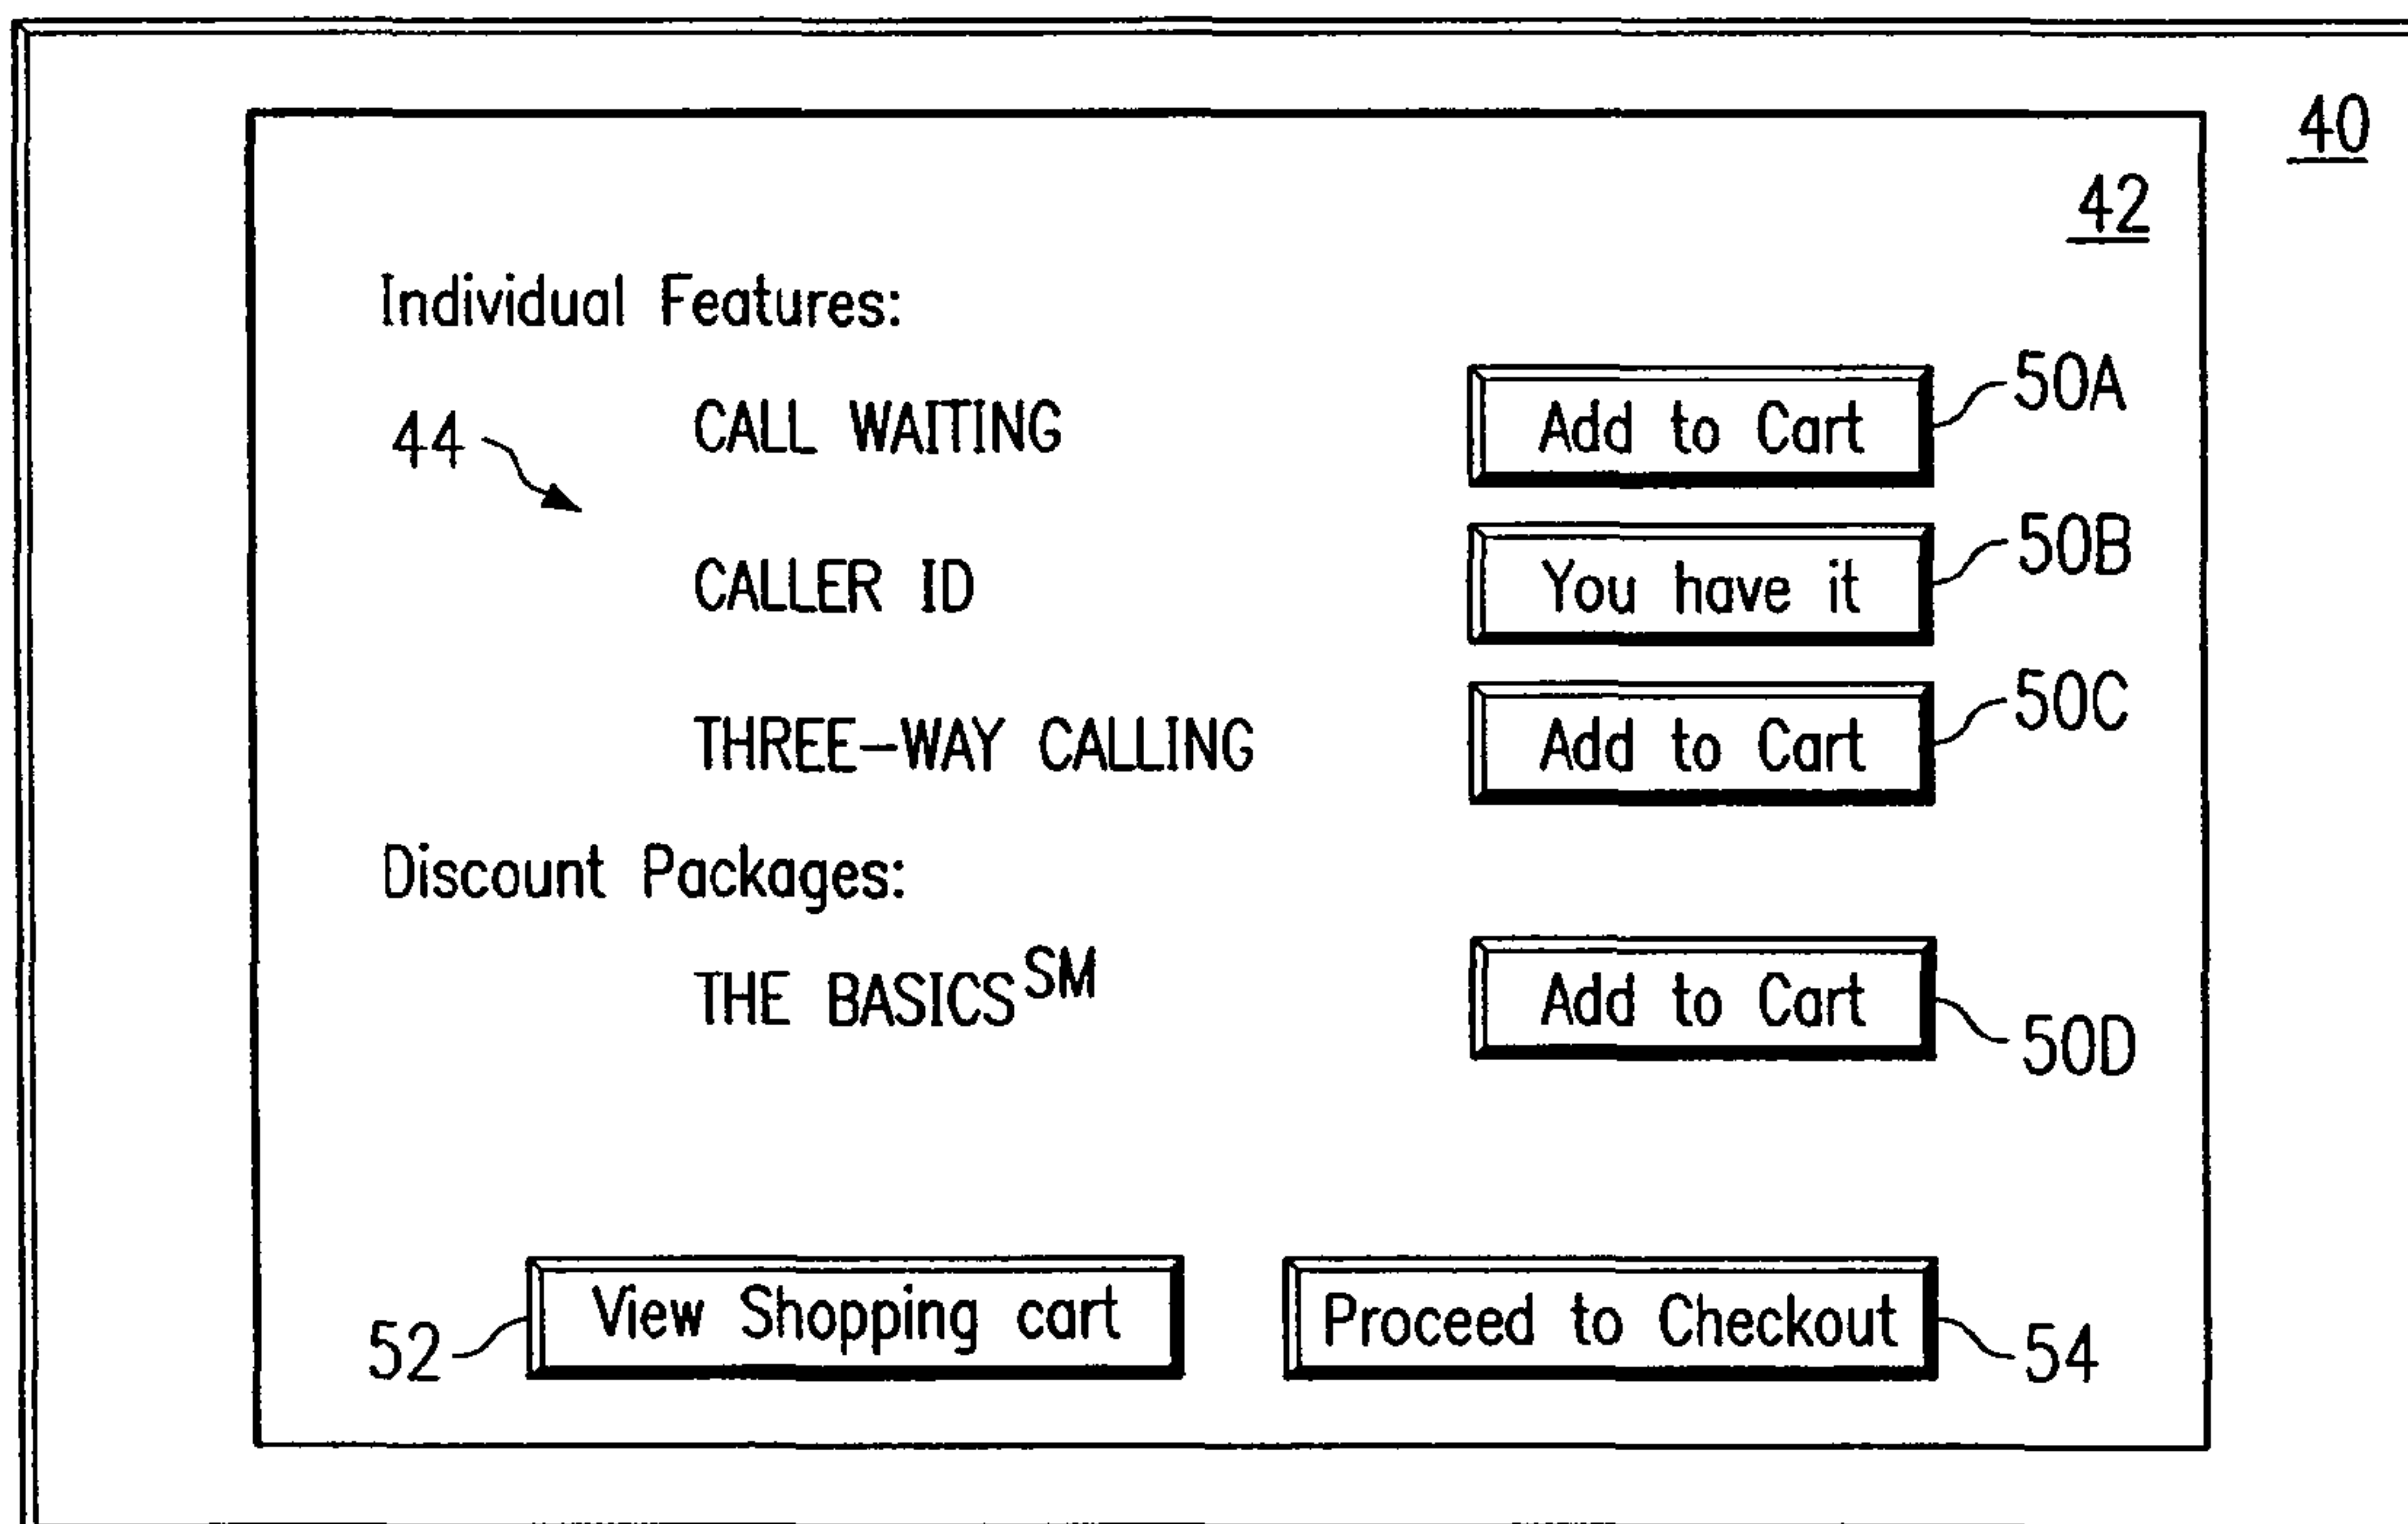 40
42
Individual Features:
CALL WAITING Add to Cart 50A
44
CALLER ID You have it 50B
THREE-WAY CALLING Add to Cart 50C
Discount Packages:
THE BASICS SM Add to Cart 50D
52 View Shopping cart Proceed to Checkout 54